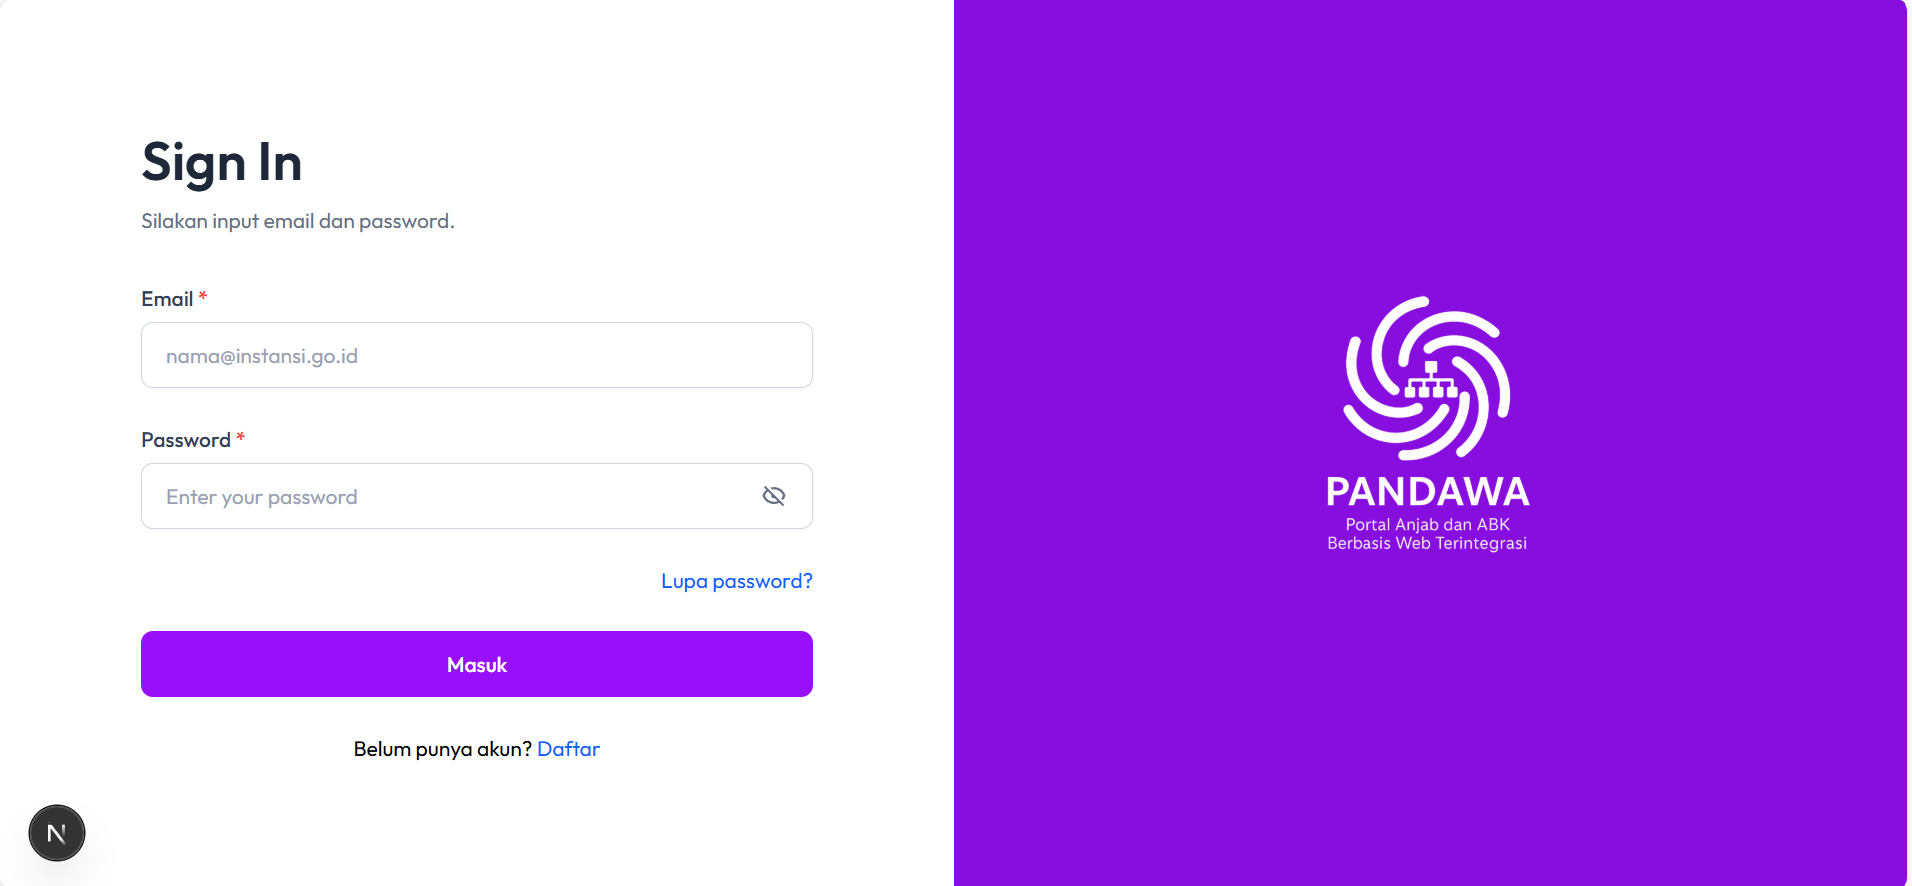 Sign In
Silakan input email dan password.
Email *
nama@instansi.go.id
Password *
Enter your password
Lupa password?
Masuk
Belum punya akun? Daftar
N
PANDAWA
Portal Anjab dan ABK
Berbasis Web Terintegrasi